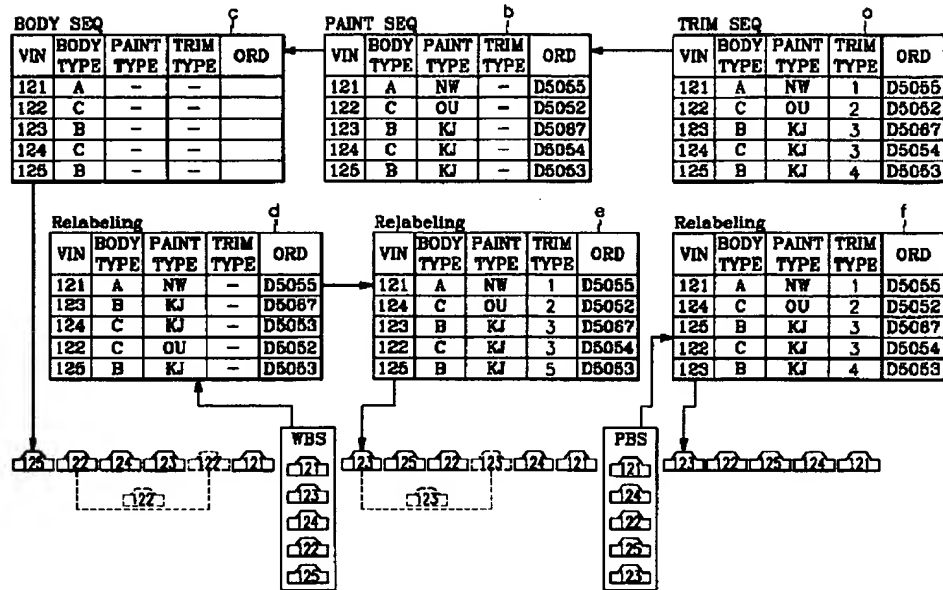 BODY SEQ c
VIN BODY TYPE PAINT TYPE TRIM TYPE ORD
121 A – –
122 C – –
123 B – –
124 C – –
125 B – –
PAINT SEQ b
VIN BODY TYPE PAINT TYPE TRIM TYPE ORD
121 A NW – D5055
122 C OU – D5052
123 B KJ – D5067
124 C KJ – D5054
125 B KJ – D5053
TRIM SEQ a
VIN BODY TYPE PAINT TYPE TRIM TYPE ORD
121 A NW 1 D5055
122 C OU 2 D5052
123 B KJ 3 D5067
124 C KJ 3 D5054
125 B KJ 4 D5053
Relabeling d
VIN BODY TYPE PAINT TYPE TRIM TYPE ORD
121 A NW – D5055
123 B KJ – D5067
124 C KJ – D5053
122 C OU – D5052
125 B KJ – D5053
Relabeling e
VIN BODY TYPE PAINT TYPE TRIM TYPE ORD
121 A NW 1 D5055
124 C OU 2 D5052
123 B KJ 3 D5067
122 C KJ 3 D5054
125 B KJ 5 D5053
Relabeling f
VIN BODY TYPE PAINT TYPE TRIM TYPE ORD
121 A NW 1 D5055
124 C OU 2 D5052
125 B KJ 3 D5067
122 C KJ 3 D5054
123 B KJ 4 D5053
125 122 124 123 122 121
122
WBS
121
123
124
122
125
123 125 122 123 124 121
123
PBS
121
124
122
125
123
123 122 125 124 121